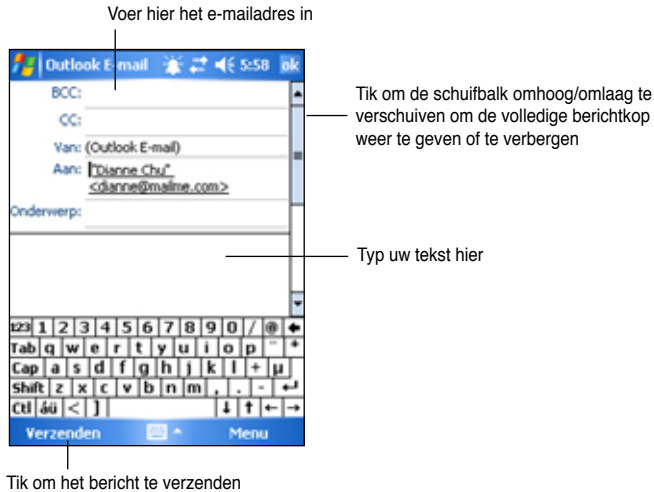 Voer hier het e-mailadres in
Outlook E-mail 5:58 ok
BCC:
CC:
Van: (Outlook E-mail)
Aan: "Dianne Chu"
<dianne@mailme.com>
Onderwerp:
Tik om de schuifbalk omhoog/omlaag te
verschuiven om de volledige berichtkop
weer te geven of te verbergen
Typ uw tekst hier
123 1 2 3 4 5 6 7 8 9 0 / @ ←
Tab q w e r t y u i o p ¨ *
Cap a s d f g h j k l + µ
Shift z x c v b n m , . - ↵
Ctl áü < ] ↓ ↑ ← →
Verzenden Menu
Tik om het bericht te verzenden